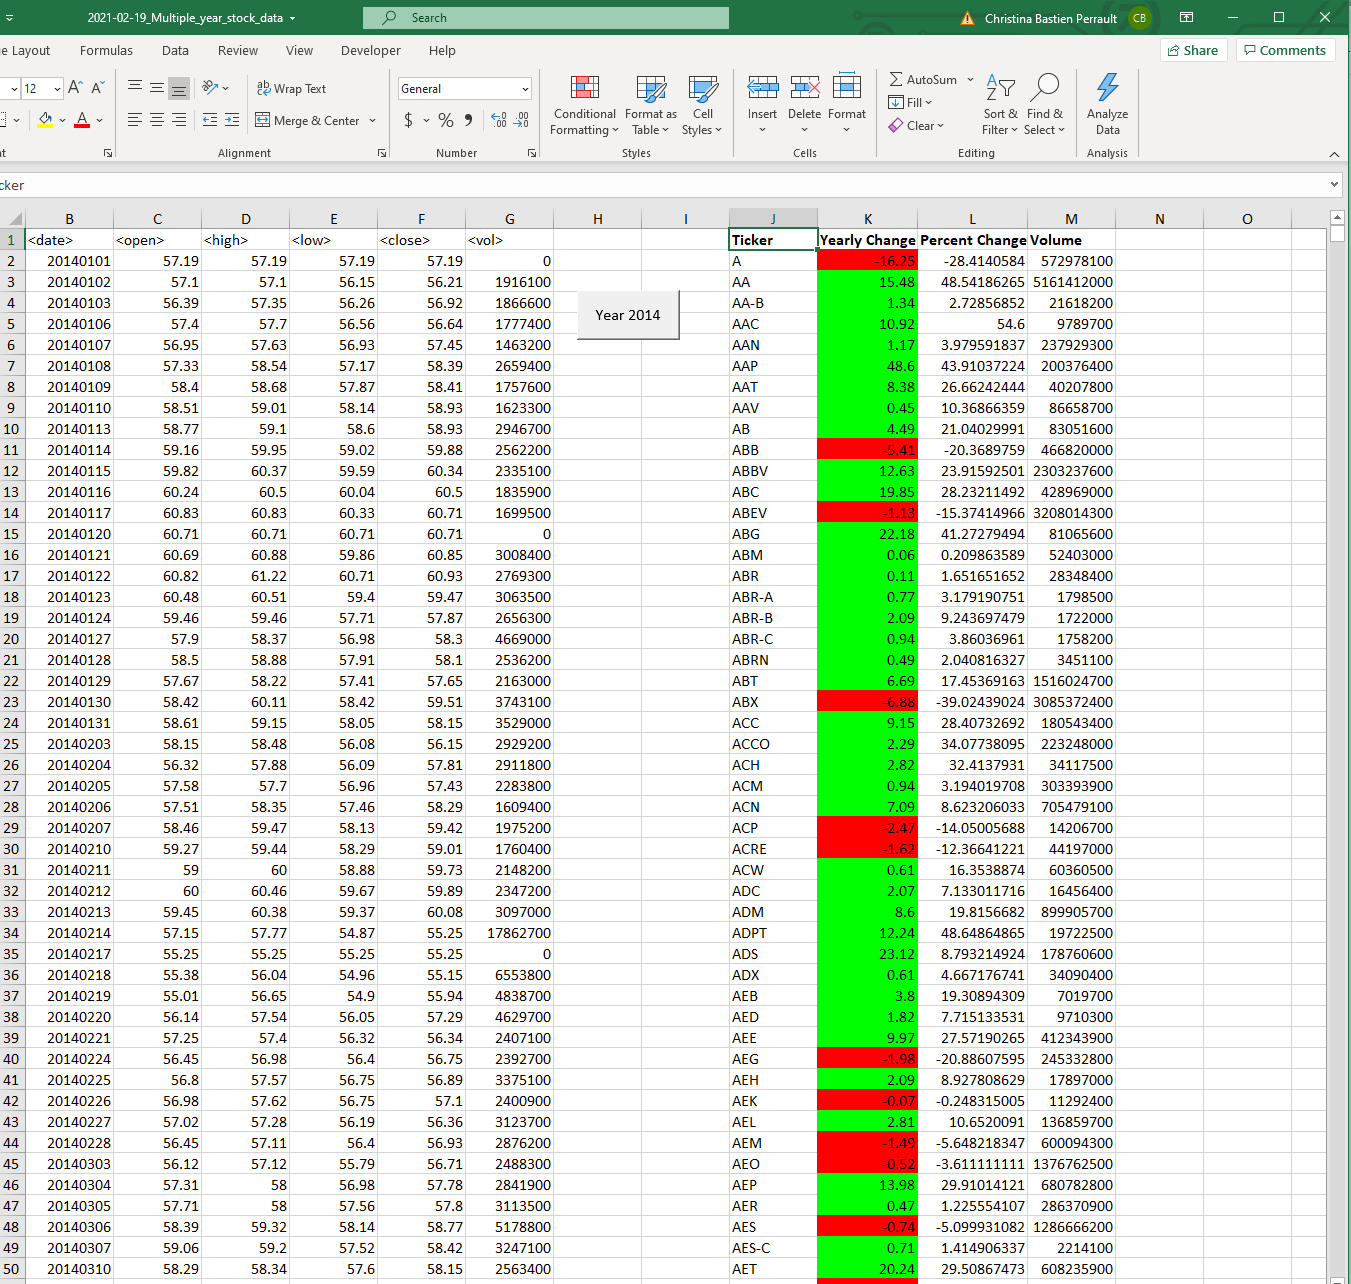 2021-02-19_Multiple_year_stock_data Search Christina Bastien Perrault CB
e Layout Formulas Data Review View Developer Help Share Comments
12 A A Wrap Text General AutoSum
A Merge & Center $ % Conditional Formatting Format as Table Cell Styles Insert Delete Format Fill Clear Sort & Filter Find & Select Analyze Data
t Alignment Number Styles Cells Editing Analysis
cker
B C D E F G H I J K L M N O
1 <date> <open> <high> <low> <close> <vol> Ticker Yearly Change Percent Change Volume
2 20140101 57.19 57.19 57.19 57.19 0 A -16.25 -28.4140584 572978100
3 20140102 57.1 57.1 56.15 56.21 1916100 AA 15.48 48.54186265 5161412000
4 20140103 56.39 57.35 56.26 56.92 1866600 AA-B 1.34 2.72856852 21618200
Year 2014
5 20140106 57.4 57.7 56.56 56.64 1777400 AAC 10.92 54.6 9789700
6 20140107 56.95 57.63 56.93 57.45 1463200 AAN 1.17 3.979591837 237929300
7 20140108 57.33 58.54 57.17 58.39 2659400 AAP 48.6 43.91037224 200376400
8 20140109 58.4 58.68 57.87 58.41 1757600 AAT 8.38 26.66242444 40207800
9 20140110 58.51 59.01 58.14 58.93 1623300 AAV 0.45 10.36866359 86658700
10 20140113 58.77 59.1 58.6 58.93 2946700 AB 4.49 21.04029991 83051600
11 20140114 59.16 59.95 59.02 59.88 2562200 ABB -5.41 -20.3689759 466820000
12 20140115 59.82 60.37 59.59 60.34 2335100 ABBV 12.63 23.91592501 2303237600
13 20140116 60.24 60.5 60.04 60.5 1835900 ABC 19.85 28.23211492 428969000
14 20140117 60.83 60.83 60.33 60.71 1699500 ABEV -1.13 -15.37414966 3208014300
15 20140120 60.71 60.71 60.71 60.71 0 ABG 22.18 41.27279494 81065600
16 20140121 60.69 60.88 59.86 60.85 3008400 ABM 0.06 0.209863589 52403000
17 20140122 60.82 61.22 60.71 60.93 2769300 ABR 0.11 1.651651652 28348400
18 20140123 60.48 60.51 59.4 59.47 3063500 ABR-A 0.77 3.179190751 1798500
19 20140124 59.46 59.46 57.71 57.87 2656300 ABR-B 2.09 9.243697479 1722000
20 20140127 57.9 58.37 56.98 58.3 4669000 ABR-C 0.94 3.86036961 1758200
21 20140128 58.5 58.88 57.91 58.1 2536200 ABRN 0.49 2.040816327 3451100
22 20140129 57.67 58.22 57.41 57.65 2163000 ABT 6.69 17.45369163 1516024700
23 20140130 58.42 60.11 58.42 59.51 3743100 ABX -6.88 -39.02439024 3085372400
24 20140131 58.61 59.15 58.05 58.15 3529000 ACC 9.15 28.40732692 180543400
25 20140203 58.15 58.48 56.08 56.15 2929200 ACCO 2.29 34.07738095 223248000
26 20140204 56.32 57.88 56.09 57.81 2911800 ACH 2.82 32.4137931 34117500
27 20140205 57.58 57.7 56.96 57.43 2283800 ACM 0.94 3.194019708 303393900
28 20140206 57.51 58.35 57.46 58.29 1609400 ACN 7.09 8.623206033 705479100
29 20140207 58.46 59.47 58.13 59.42 1975200 ACP -2.47 -14.05005688 14206700
30 20140210 59.27 59.44 58.29 59.01 1760400 ACRE -1.62 -12.36641221 44197000
31 20140211 59 60 58.88 59.73 2148200 ACW 0.61 16.3538874 60360500
32 20140212 60 60.46 59.67 59.89 2347200 ADC 2.07 7.133011716 16456400
33 20140213 59.45 60.38 59.37 60.08 3097000 ADM 8.6 19.8156682 899905700
34 20140214 57.15 57.77 54.87 55.25 17862700 ADPT 12.24 48.64864865 19722500
35 20140217 55.25 55.25 55.25 55.25 0 ADS 23.12 8.793214924 178760600
36 20140218 55.38 56.04 54.96 55.15 6553800 ADX 0.61 4.667176741 34090400
37 20140219 55.01 56.65 54.9 55.94 4838700 AEB 3.8 19.30894309 7019700
38 20140220 56.14 57.54 56.05 57.29 4629700 AED 1.82 7.715133531 9710300
39 20140221 57.25 57.4 56.32 56.34 2407100 AEE 9.97 27.57190265 412343900
40 20140224 56.45 56.98 56.4 56.75 2392700 AEG -1.98 -20.88607595 245332800
41 20140225 56.8 57.57 56.75 56.89 3375100 AEH 2.09 8.927808629 17897000
42 20140226 56.98 57.62 56.75 57.1 2400900 AEK -0.07 -0.248315005 11292400
43 20140227 57.02 57.28 56.19 56.36 3123700 AEL 2.81 10.6520091 136859700
44 20140228 56.45 57.11 56.4 56.93 2876200 AEM -1.49 -5.648218347 600094300
45 20140303 56.12 57.12 55.79 56.71 2488300 AEO -0.52 -3.611111111 1376762500
46 20140304 57.31 58 56.98 57.78 2841900 AEP 13.98 29.91014121 680782800
47 20140305 57.71 58 57.56 57.8 3113500 AER 0.47 1.225554107 286370900
48 20140306 58.39 59.32 58.14 58.77 5178800 AES -0.74 -5.099931082 1286666200
49 20140307 59.06 59.2 57.52 58.42 3247100 AES-C 0.71 1.414906337 2214100
50 20140310 58.29 58.34 57.6 58.15 2563400 AET 20.24 29.50867473 608235900